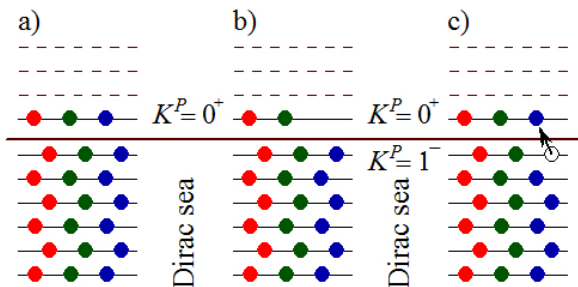 a)
b)
c)
K^P= 0^+
K^P= 0^+
K^P= 1^−
Dirac sea
Dirac sea